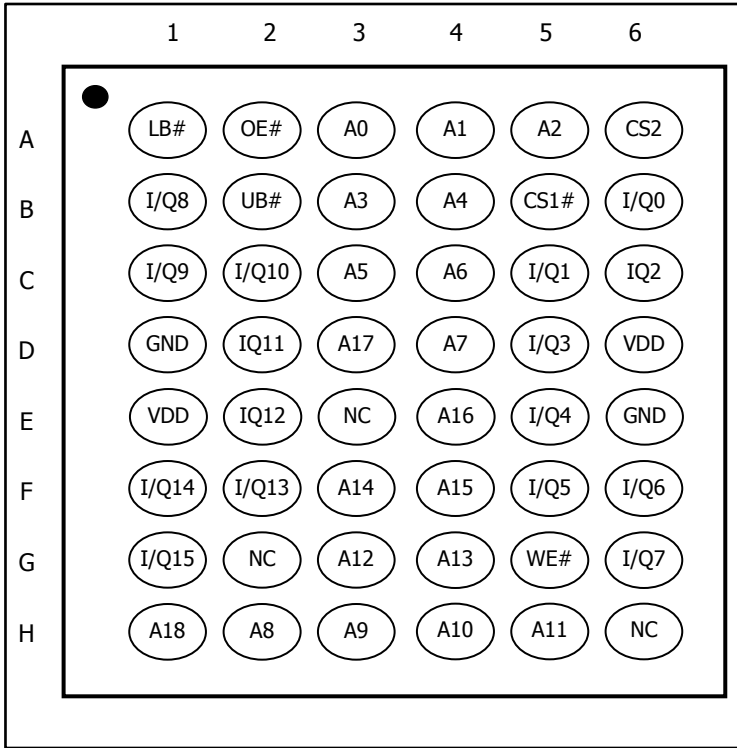 1 2 3 4 5 6
A LB# OE# A0 A1 A2 CS2
B I/Q8 UB# A3 A4 CS1# I/Q0
C I/Q9 I/Q10 A5 A6 I/Q1 IQ2
D GND IQ11 A17 A7 I/Q3 VDD
E VDD IQ12 NC A16 I/Q4 GND
F I/Q14 I/Q13 A14 A15 I/Q5 I/Q6
G I/Q15 NC A12 A13 WE# I/Q7
H A18 A8 A9 A10 A11 NC